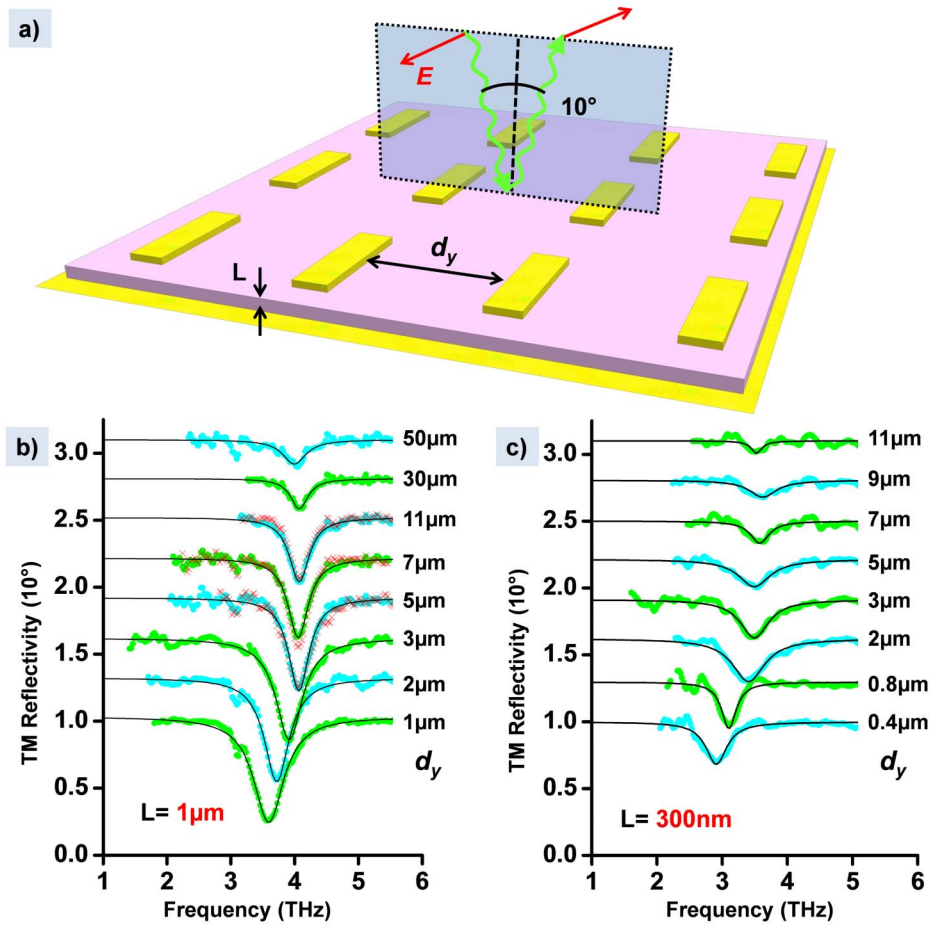 a)
E
10°
d_y
L
b)
3.0
2.5
2.0
1.5
1.0
0.5
0.0
TM Reflectivity (10°)
50µm
30µm
11µm
7µm
5µm
3µm
2µm
1µm
d_y
L= 1µm
1 2 3 4 5 6
Frequency (THz)
c)
3.0
2.5
2.0
1.5
1.0
0.5
0.0
TM Reflectivity (10°)
11µm
9µm
7µm
5µm
3µm
2µm
0.8µm
0.4µm
d_y
L= 300nm
1 2 3 4 5 6
Frequency (THz)